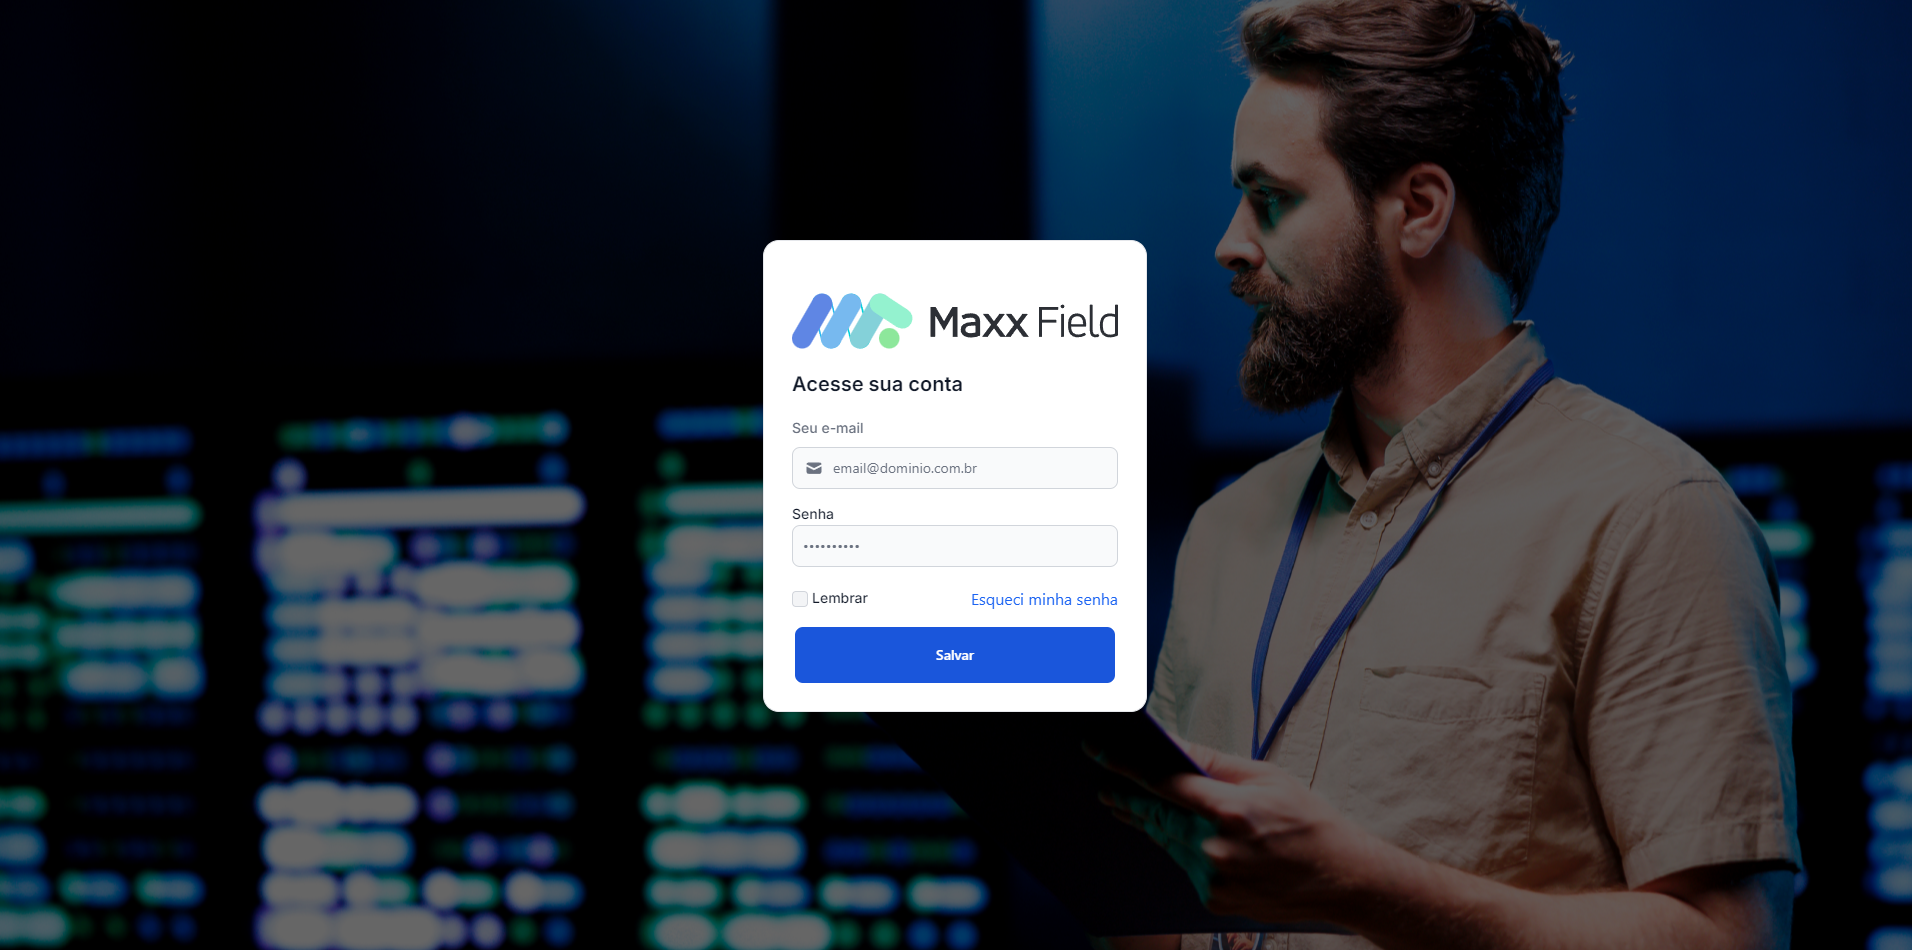 Maxx Field
Acesse sua conta
Seu e-mail
email@dominio.com.br
Senha
••••••••••
Lembrar
Esqueci minha senha
Salvar